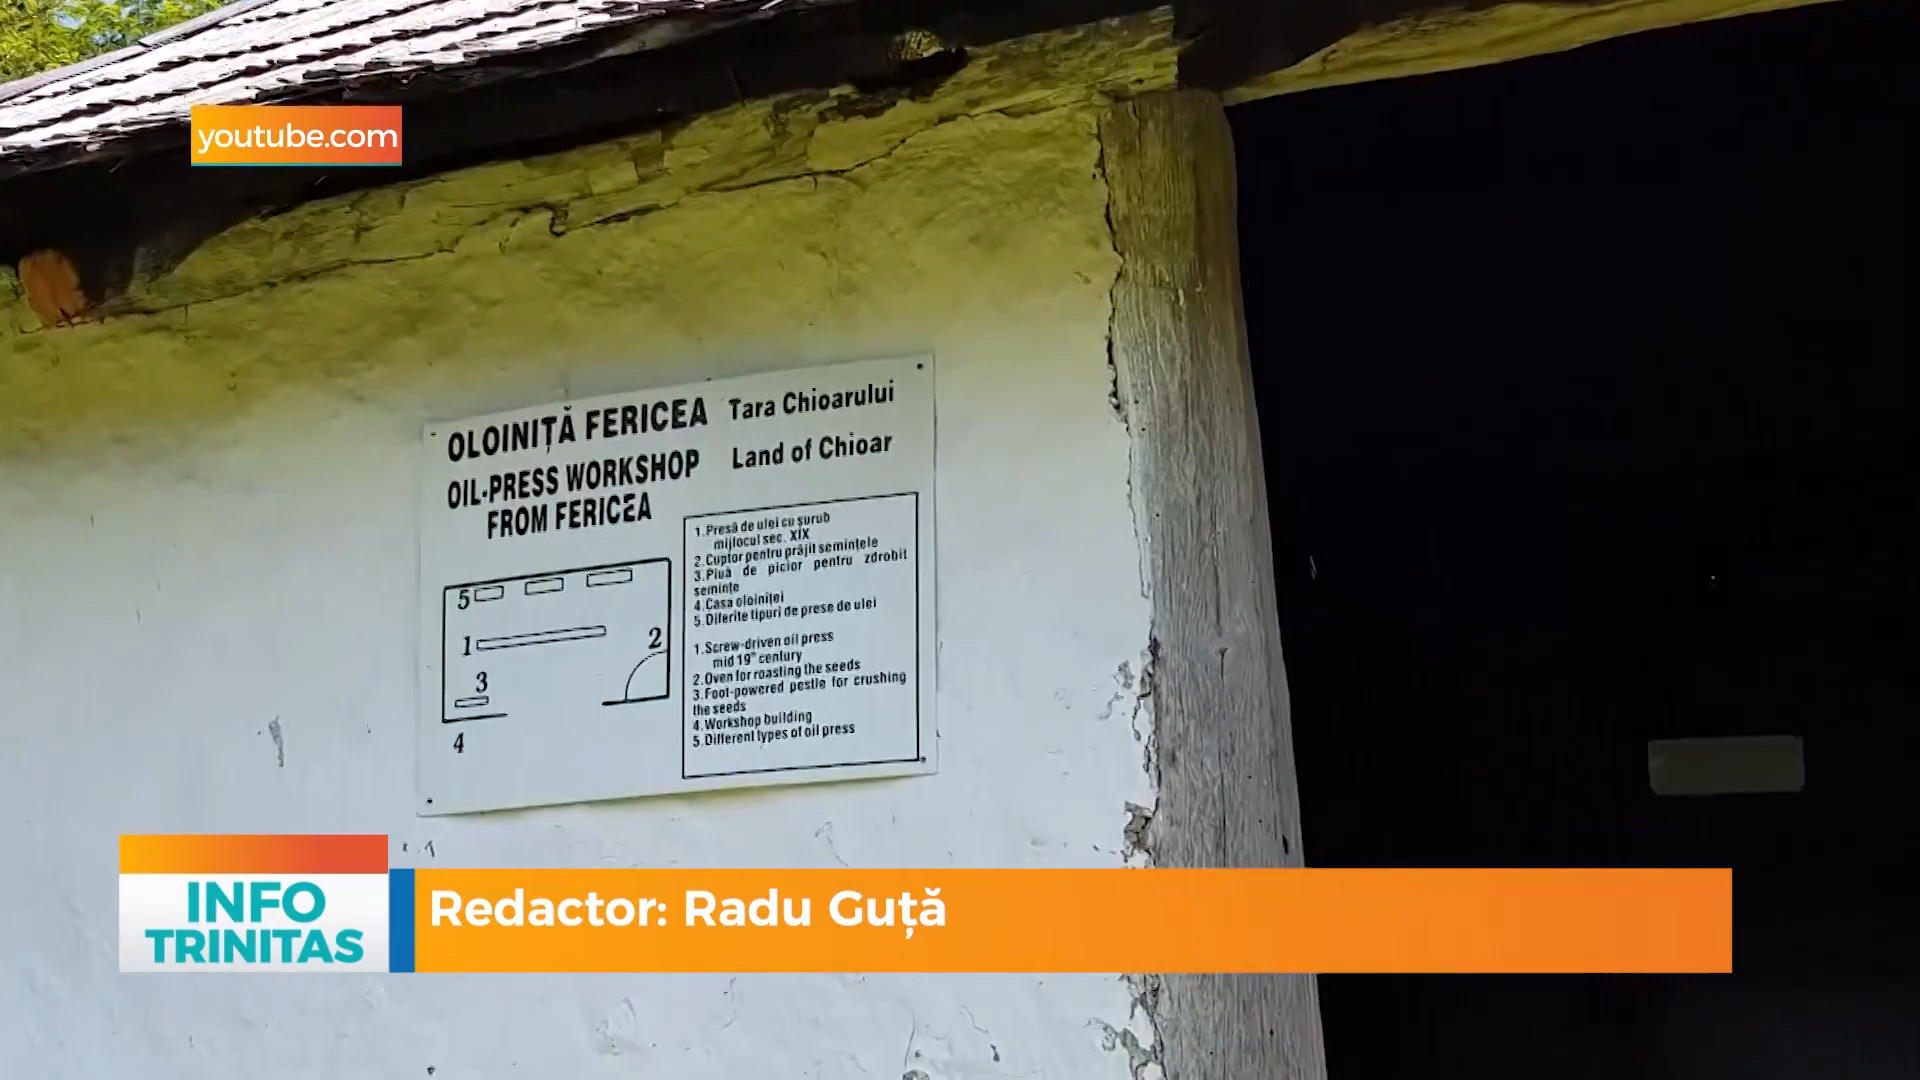 youtube.com
OLOINIȚĂ FERICEA
Tara Chioarului
OIL-PRESS WORKSHOP
FROM FERICEA
Land of Chioar
1.Presă de ulei cu surub
mijlocul sec. XIX
2.Cuptor pentru prăjit semințele
3.Piuă de picior pentru zdrobit
semințe
4.Casa oloiniței
5.Diferite tipuri de prese de ulei
1.Screw-driven oil press
mid 19th century
2.Oven for roasting the seeds
3.Foot-powered pestle for crushing
the seeds
4.Workshop building
5.Different types of oil press
5
1
2
3
4
INFO
TRINITAS
Redactor: Radu Guță